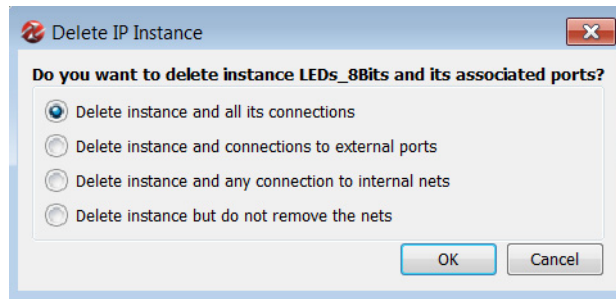 Delete IP Instance
Do you want to delete instance LEDs_8Bits and its associated ports?
Delete instance and all its connections
Delete instance and connections to external ports
Delete instance and any connection to internal nets
Delete instance but do not remove the nets
OK Cancel